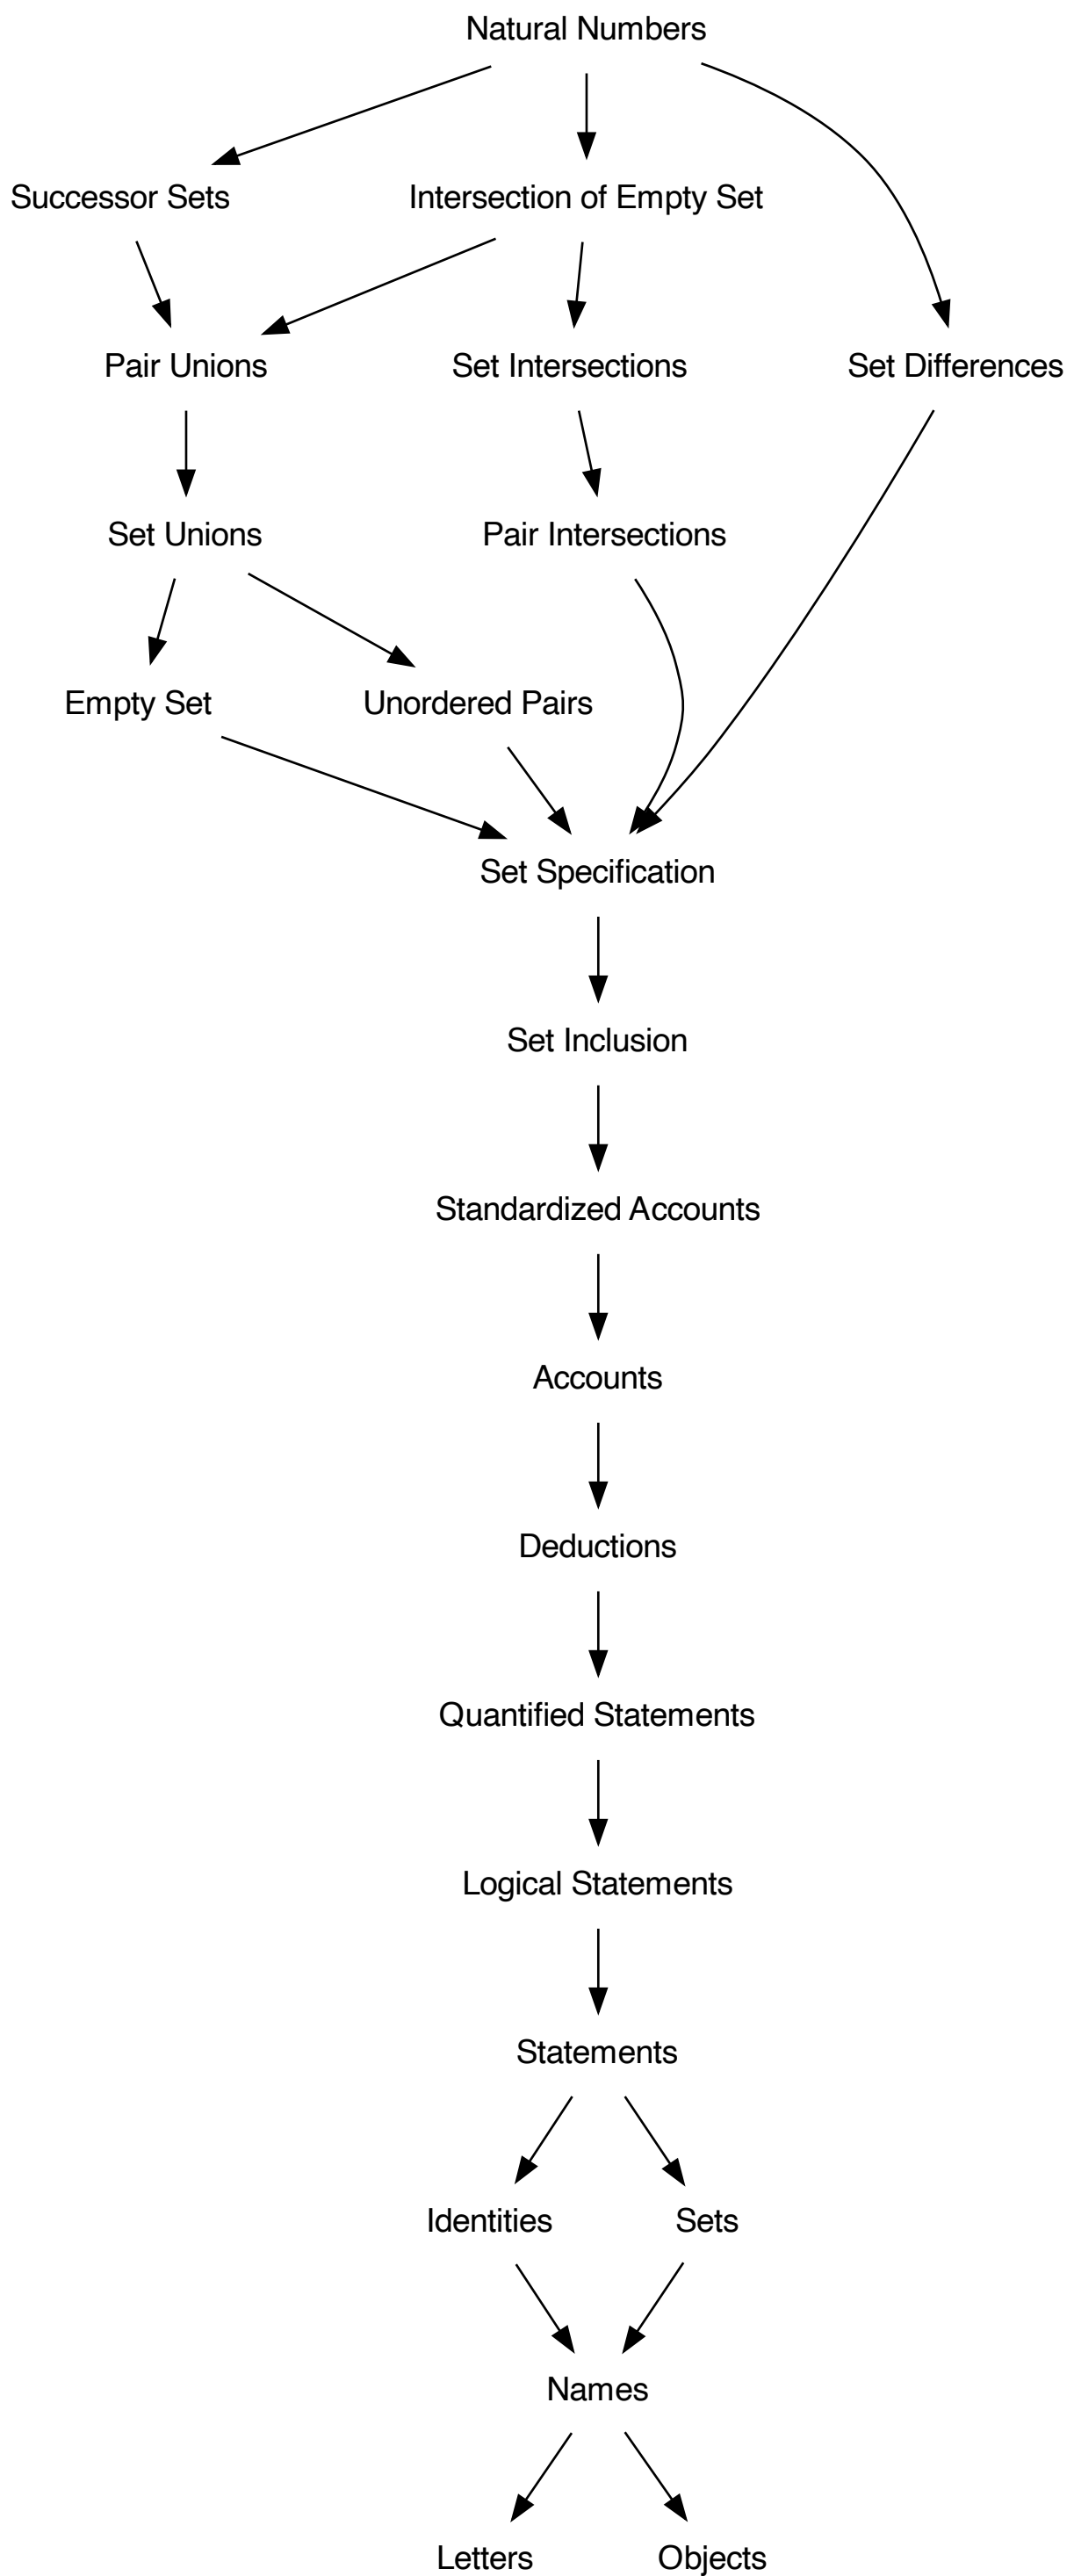 Natural Numbers
Successor Sets
Intersection of Empty Set
Pair Unions
Set Intersections
Set Differences
Set Unions
Pair Intersections
Empty Set
Unordered Pairs
Set Specification
Set Inclusion
Standardized Accounts
Accounts
Deductions
Quantified Statements
Logical Statements
Statements
Identities
Sets
Names
Letters
Objects